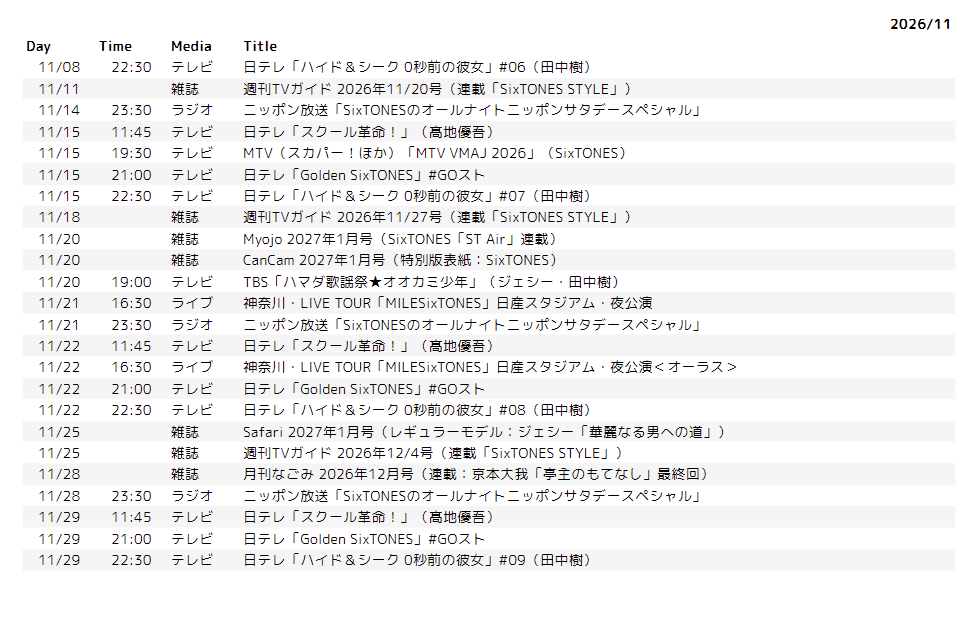 2026/11
Day Time Media Title
11/08 22:30 テレビ 日テレ「ハイド＆シーク 0秒前の彼女」#06（田中樹）
11/11 雑誌 週刊TVガイド 2026年11/20号（連載「SixTONES STYLE」）
11/14 23:30 ラジオ ニッポン放送「SixTONESのオールナイトニッポンサタデースペシャル」
11/15 11:45 テレビ 日テレ「スクール革命！」（髙地優吾）
11/15 19:30 テレビ MTV（スカパー！ほか）「MTV VMAJ 2026」（SixTONES）
11/15 21:00 テレビ 日テレ「Golden SixTONES」#GOスト
11/15 22:30 テレビ 日テレ「ハイド＆シーク 0秒前の彼女」#07（田中樹）
11/18 雑誌 週刊TVガイド 2026年11/27号（連載「SixTONES STYLE」）
11/20 雑誌 Myojo 2027年1月号（SixTONES「ST Air」連載）
11/20 雑誌 CanCam 2027年1月号（特別版表紙：SixTONES）
11/20 19:00 テレビ TBS「ハマダ歌謡祭★オオカミ少年」（ジェシー・田中樹）
11/21 16:30 ライブ 神奈川・LIVE TOUR「MILESixTONES」日産スタジアム・夜公演
11/21 23:30 ラジオ ニッポン放送「SixTONESのオールナイトニッポンサタデースペシャル」
11/22 11:45 テレビ 日テレ「スクール革命！」（髙地優吾）
11/22 16:30 ライブ 神奈川・LIVE TOUR「MILESixTONES」日産スタジアム・夜公演＜オーラス＞
11/22 21:00 テレビ 日テレ「Golden SixTONES」#GOスト
11/22 22:30 テレビ 日テレ「ハイド＆シーク 0秒前の彼女」#08（田中樹）
11/25 雑誌 Safari 2027年1月号（レギュラーモデル：ジェシー「華麗なる男への道」）
11/25 雑誌 週刊TVガイド 2026年12/4号（連載「SixTONES STYLE」）
11/28 雑誌 月刊なごみ 2026年12月号（連載：京本大我「亭主のもてなし」最終回）
11/28 23:30 ラジオ ニッポン放送「SixTONESのオールナイトニッポンサタデースペシャル」
11/29 11:45 テレビ 日テレ「スクール革命！」（髙地優吾）
11/29 21:00 テレビ 日テレ「Golden SixTONES」#GOスト
11/29 22:30 テレビ 日テレ「ハイド＆シーク 0秒前の彼女」#09（田中樹）